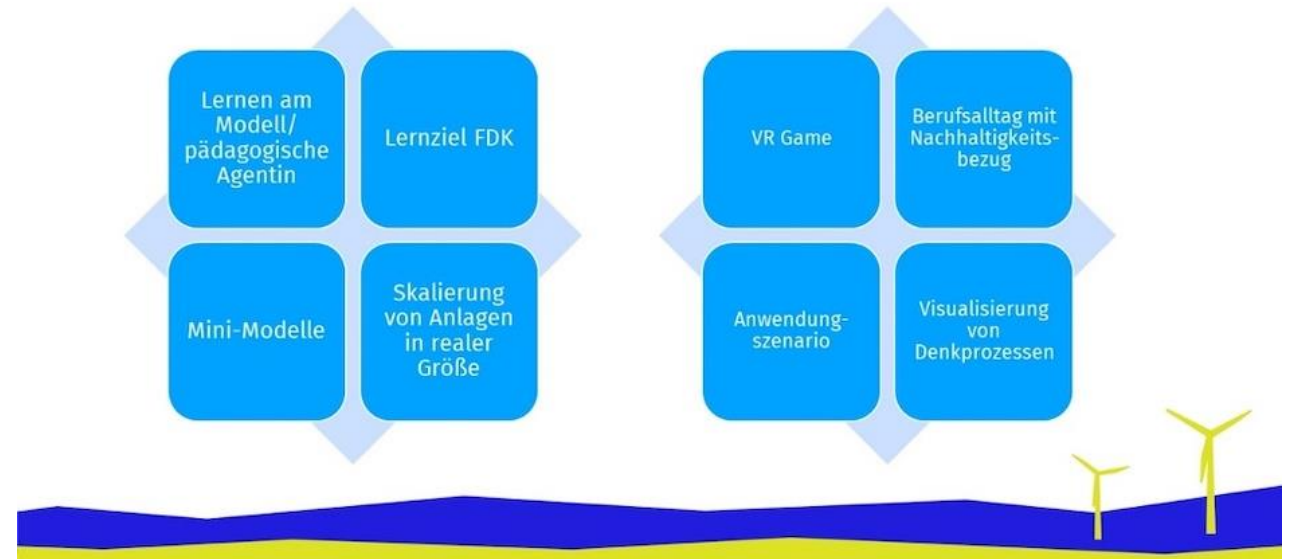 Lernen am
Modell/
pädagogische
Agentin
Lernziel FDK
Mini-Modelle
Skalierung
von Anlagen
in realer
Größe
VR Game
Berufsalltag mit
Nachhaltigkeits-
bezug
Anwendung-
szenario
Visualisierung
von
Denkprozessen